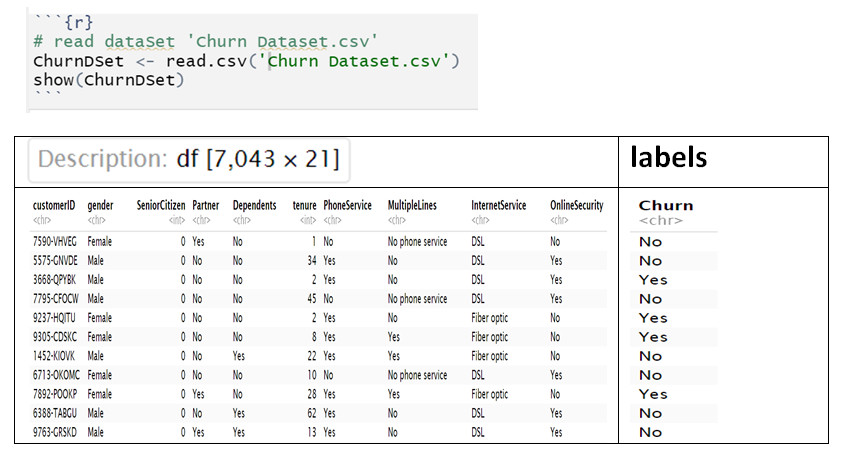 ```{r}
# read dataSet 'Churn Dataset.csv'
ChurnDSet <- read.csv('Churn Dataset.csv')
show(ChurnDSet)
```
Description: df [7,043 × 21] labels
customerID gender SeniorCitizen Partner Dependents tenure PhoneService MultipleLines InternetService OnlineSecurity Churn
<chr> <chr> <int> <chr> <chr> <int> <chr> <chr> <chr> <chr> <chr>
7590-VHVEG Female 0 Yes No 1 No No phone service DSL No No
5575-GNVDE Male 0 No No 34 Yes No DSL Yes No
3668-QPYBK Male 0 No No 2 Yes No DSL Yes Yes
7795-CFOCW Male 0 No No 45 No No phone service DSL Yes No
9237-HQITU Female 0 No No 2 Yes No Fiber optic No Yes
9305-CDSKC Female 0 No No 8 Yes Yes Fiber optic No Yes
1452-KIOVK Male 0 No Yes 22 Yes Yes Fiber optic No No
6713-OKOMC Female 0 No No 10 No No phone service DSL Yes No
7892-POOKP Female 0 Yes No 28 Yes Yes Fiber optic No Yes
6388-TABGU Male 0 No Yes 62 Yes No DSL Yes No
9763-GRSKD Male 0 Yes Yes 13 Yes No DSL Yes No